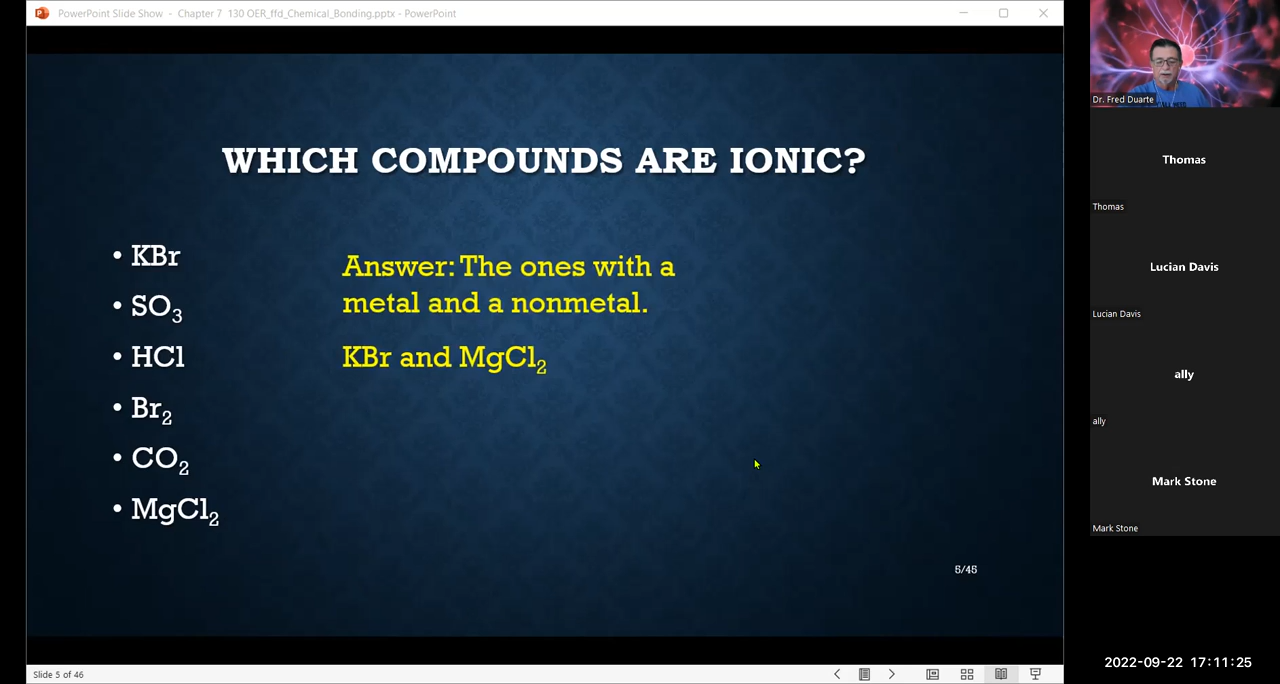 PowerPoint Slide Show - Chapter 7 130 OER_ffd_Chemical_Bonding.pptx - PowerPoint
WHICH COMPOUNDS ARE IONIC?
• KBr
• SO₃
• HCl
• Br₂
• CO₂
• MgCl₂
Answer: The ones with a
metal and a nonmetal.
KBr and MgCl₂
5/45
Slide 5 of 46
Dr. Fred Duarte
Thomas
Thomas
Lucian Davis
Lucian Davis
ally
ally
Mark Stone
Mark Stone
2022-09-22 17:11:25